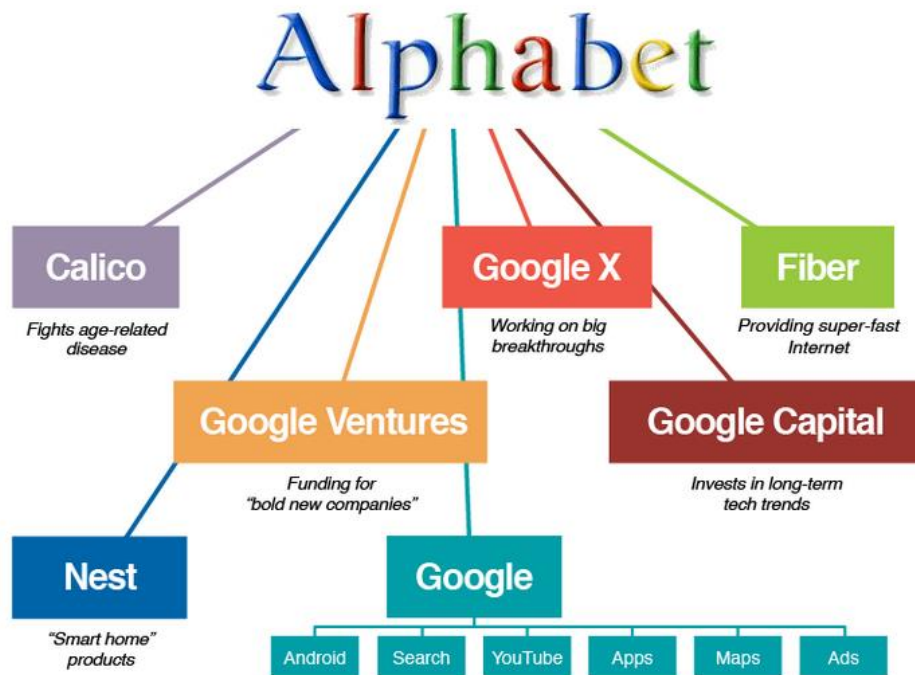 Alphabet
Calico
Fights age-related
disease
Google X
Working on big
breakthroughs
Fiber
Providing super-fast
Internet
Google Ventures
Funding for
“bold new companies”
Google Capital
Invests in long-term
tech trends
Nest
“Smart home”
products
Google
Android
Search
YouTube
Apps
Maps
Ads